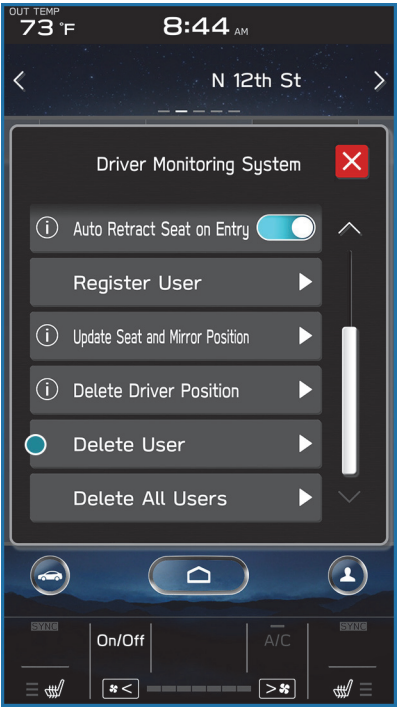 OUT TEMP
73 °F 8:44 AM
N 12th St
Driver Monitoring System
Auto Retract Seat on Entry
Register User
Update Seat and Mirror Position
Delete Driver Position
Delete User
Delete All Users
SYNC SYNC
On/Off A/C